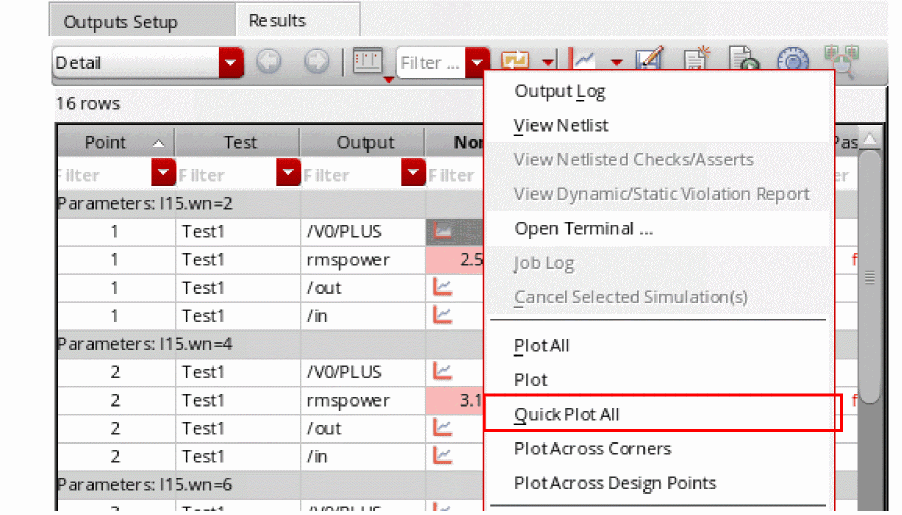 Outputs Setup Results
Detail Filter ...
16 rows
Point Test Output Nor Pas
Filter Filter Filter Filter er
Parameters: I15.wn=2
1 Test1 /V0/PLUS
1 Test1 rmspower 2.5 f
1 Test1 /out
1 Test1 /in
Parameters: I15.wn=4
2 Test1 /V0/PLUS
2 Test1 rmspower 3.1 f
2 Test1 /out
2 Test1 /in
Parameters: I15.wn=6
Output Log
View Netlist
View Netlisted Checks/Asserts
View Dynamic/Static Violation Report
Open Terminal ...
Job Log
Cancel Selected Simulation(s)
Plot All
Plot
Quick Plot All
Plot Across Corners
Plot Across Design Points